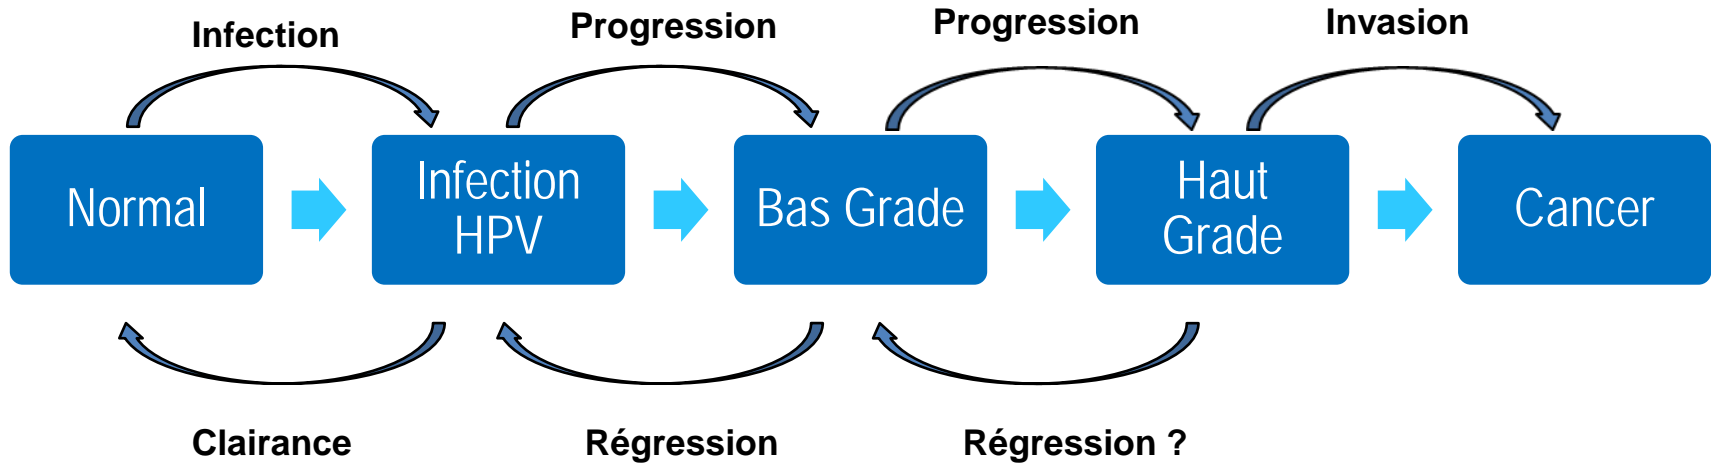 Infection
Progression
Progression
Invasion
Normal
Infection
HPV
Bas Grade
Haut
Grade
Cancer
Clairance
Régression
Régression ?